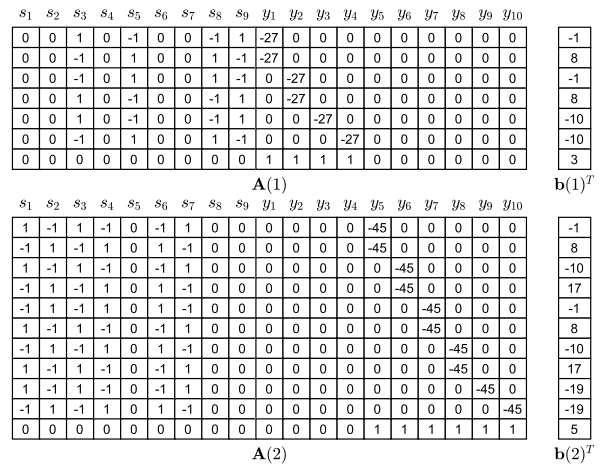 s1 s2 s3 s4 s5 s6 s7 s8 s9 y1 y2 y3 y4 y5 y6 y7 y8 y9 y10
0 0 1 0 -1 0 0 -1 1 -27 0 0 0 0 0 0 0 0 0 -1
0 0 -1 0 1 0 0 1 -1 -27 0 0 0 0 0 0 0 0 0 8
0 0 -1 0 1 0 0 1 -1 0 -27 0 0 0 0 0 0 0 0 -1
0 0 1 0 -1 0 0 -1 1 0 -27 0 0 0 0 0 0 0 0 8
0 0 1 0 -1 0 0 -1 1 0 0 -27 0 0 0 0 0 0 0 -10
0 0 -1 0 1 0 0 1 -1 0 0 0 -27 0 0 0 0 0 0 -10
0 0 0 0 0 0 0 0 0 1 1 1 1 0 0 0 0 0 0 3
A(1) b(1)^T
s1 s2 s3 s4 s5 s6 s7 s8 s9 y1 y2 y3 y4 y5 y6 y7 y8 y9 y10
1 -1 1 -1 0 -1 1 0 0 0 0 0 0 -45 0 0 0 0 0 -1
-1 1 -1 1 0 1 -1 0 0 0 0 0 0 -45 0 0 0 0 0 8
1 -1 1 -1 0 -1 1 0 0 0 0 0 0 0 -45 0 0 0 0 -10
-1 1 -1 1 0 1 -1 0 0 0 0 0 0 0 -45 0 0 0 0 17
-1 1 -1 1 0 1 -1 0 0 0 0 0 0 0 0 -45 0 0 0 -1
1 -1 1 -1 0 -1 1 0 0 0 0 0 0 0 0 -45 0 0 0 8
-1 1 -1 1 0 1 -1 0 0 0 0 0 0 0 0 0 -45 0 0 -10
1 -1 1 -1 0 -1 1 0 0 0 0 0 0 0 0 0 -45 0 0 17
1 -1 1 -1 0 -1 1 0 0 0 0 0 0 0 0 0 0 -45 0 -19
-1 1 -1 1 0 1 -1 0 0 0 0 0 0 0 0 0 0 0 -45 -19
0 0 0 0 0 0 0 0 0 0 0 0 0 1 1 1 1 1 1 5
A(2) b(2)^T